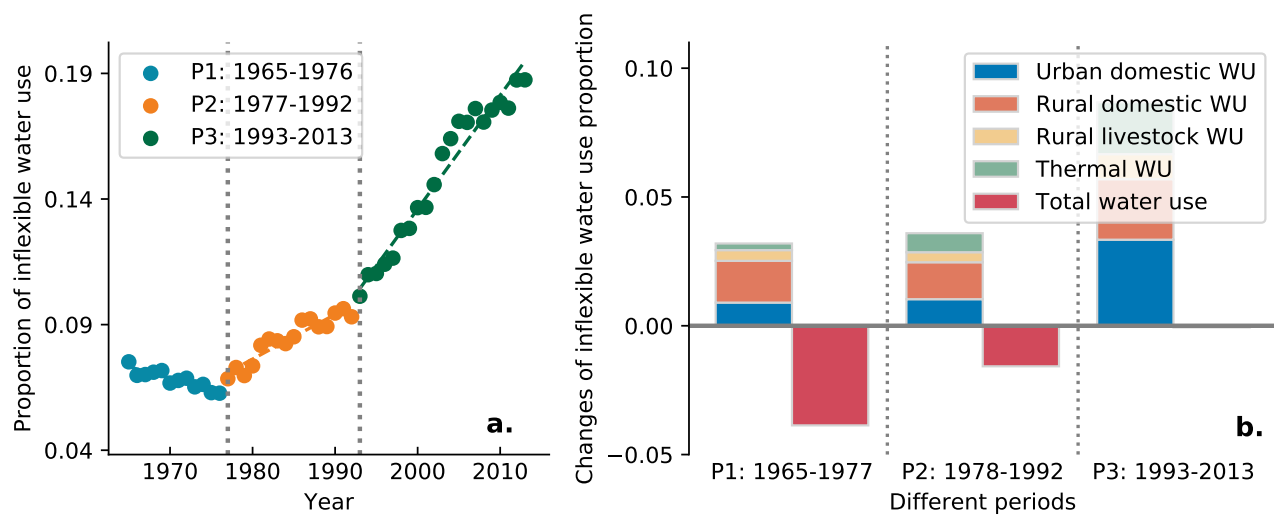 Proportion of inflexible water use
0.19
0.14
0.09
0.04
P1: 1965-1976
P2: 1977-1992
P3: 1993-2013
a.
1970 1980 1990 2000 2010
Year
Changes of inflexible water use proportion
0.10
0.05
0.00
−0.05
Urban domestic WU
Rural domestic WU
Rural livestock WU
Thermal WU
Total water use
b.
P1: 1965-1977 P2: 1978-1992 P3: 1993-2013
Different periods